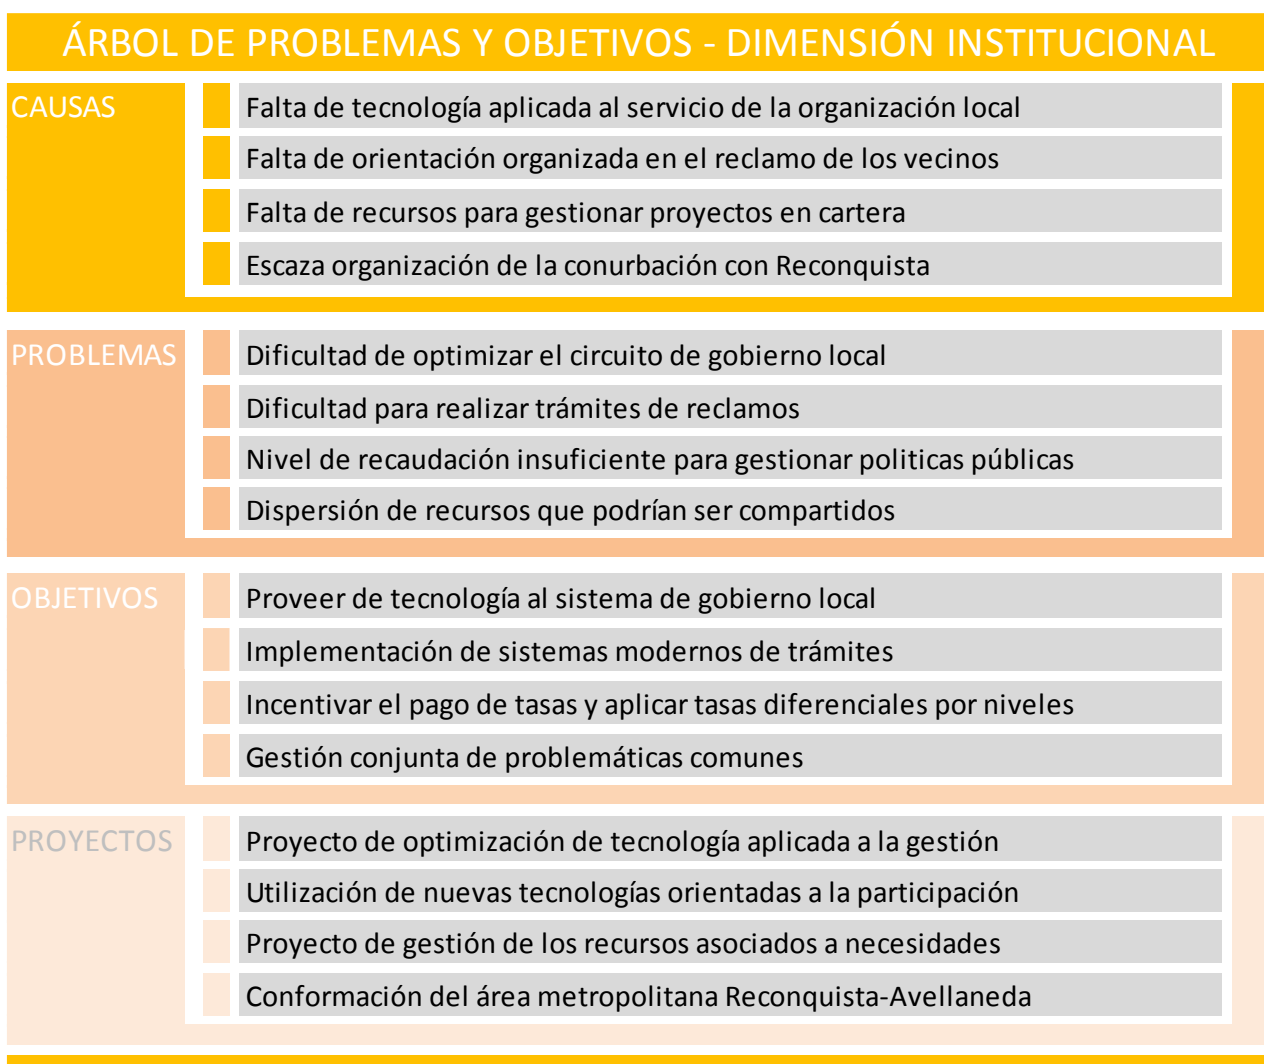 ÁRBOL DE PROBLEMAS Y OBJETIVOS - DIMENSIÓN INSTITUCIONAL
CAUSAS
Falta de tecnología aplicada al servicio de la organización local
Falta de orientación organizada en el reclamo de los vecinos
Falta de recursos para gestionar proyectos en cartera
Escaza organización de la conurbación con Reconquista
PROBLEMAS
Dificultad de optimizar el circuito de gobierno local
Dificultad para realizar trámites de reclamos
Nivel de recaudación insuficiente para gestionar politicas públicas
Dispersión de recursos que podrían ser compartidos
OBJETIVOS
Proveer de tecnología al sistema de gobierno local
Implementación de sistemas modernos de trámites
Incentivar el pago de tasas y aplicar tasas diferenciales por niveles
Gestión conjunta de problemáticas comunes
PROYECTOS
Proyecto de optimización de tecnología aplicada a la gestión
Utilización de nuevas tecnologías orientadas a la participación
Proyecto de gestión de los recursos asociados a necesidades
Conformación del área metropolitana Reconquista-Avellaneda